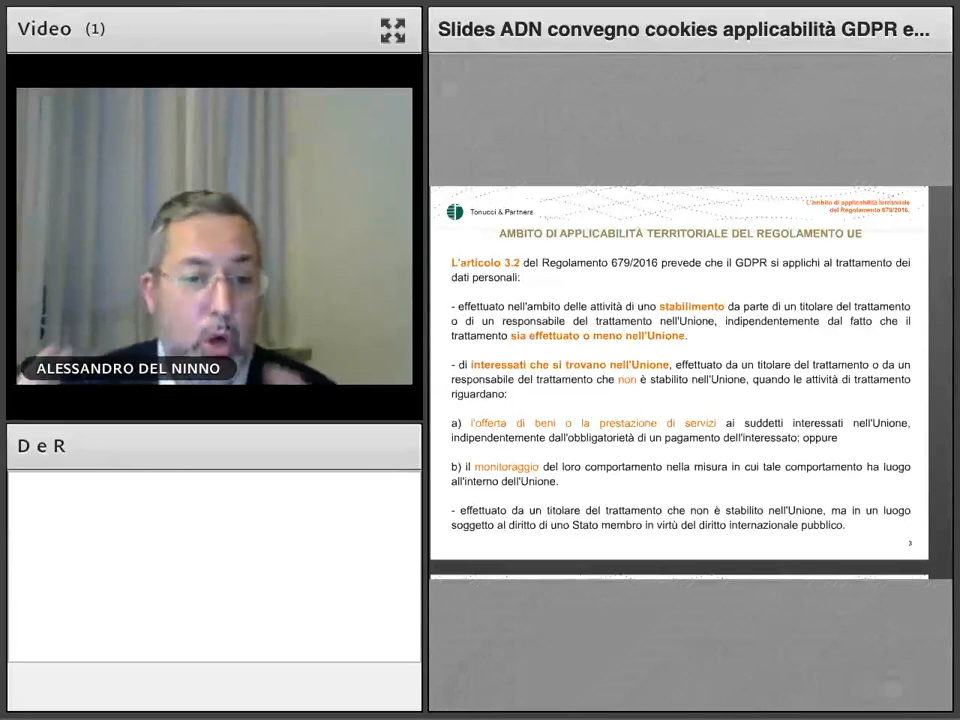 Video (1)
ALESSANDRO DEL NINNO
D e R
Slides ADN convegno cookies applicabilità GDPR e...
Tonucci & Partners
L'ambito di applicabilità territoriale
del Regolamento 679/2016.
AMBITO DI APPLICABILITÀ TERRITORIALE DEL REGOLAMENTO UE
L'articolo 3.2 del Regolamento 679/2016 prevede che il GDPR si applichi al trattamento dei
dati personali:
- effettuato nell'ambito delle attività di uno stabilimento da parte di un titolare del trattamento
o di un responsabile del trattamento nell'Unione, indipendentemente dal fatto che il
trattamento sia effettuato o meno nell'Unione.
- di interessati che si trovano nell'Unione, effettuato da un titolare del trattamento o da un
responsabile del trattamento che non è stabilito nell'Unione, quando le attività di trattamento
riguardano:
a) l'offerta di beni o la prestazione di servizi ai suddetti interessati nell'Unione,
indipendentemente dall'obbligatorietà di un pagamento dell'interessato; oppure
b) il monitoraggio del loro comportamento nella misura in cui tale comportamento ha luogo
all'interno dell'Unione.
- effettuato da un titolare del trattamento che non è stabilito nell'Unione, ma in un luogo
soggetto al diritto di uno Stato membro in virtù del diritto internazionale pubblico.
3